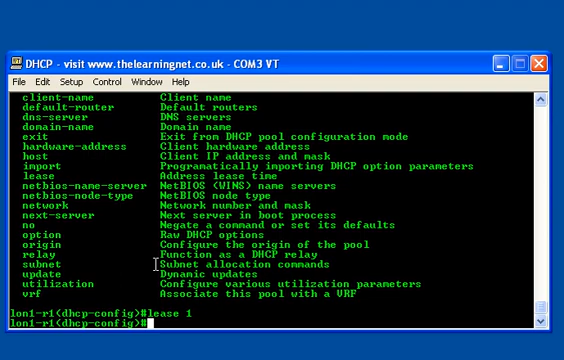 DHCP - visit www.thelearningnet.co.uk - COM3 VT
File Edit Setup Control Window Help
client-name Client name
default-router Default routers
dns-server DNS servers
domain-name Domain name
exit Exit from DHCP pool configuration mode
hardware-address Client hardware address
host Client IP address and mask
import Programatically importing DHCP option parameters
lease Address lease time
netbios-name-server NetBIOS (WINS) name servers
netbios-node-type NetBIOS node type
network Network number and mask
next-server Next server in boot process
no Negate a command or set its defaults
option Raw DHCP options
origin Configure the origin of the pool
relay Function as a DHCP relay
subnet Subnet allocation commands
update Dynamic updates
utilization Configure various utilization parameters
vrf Associate this pool with a VRF
lon1-r1(dhcp-config)#lease 1
lon1-r1(dhcp-config)#